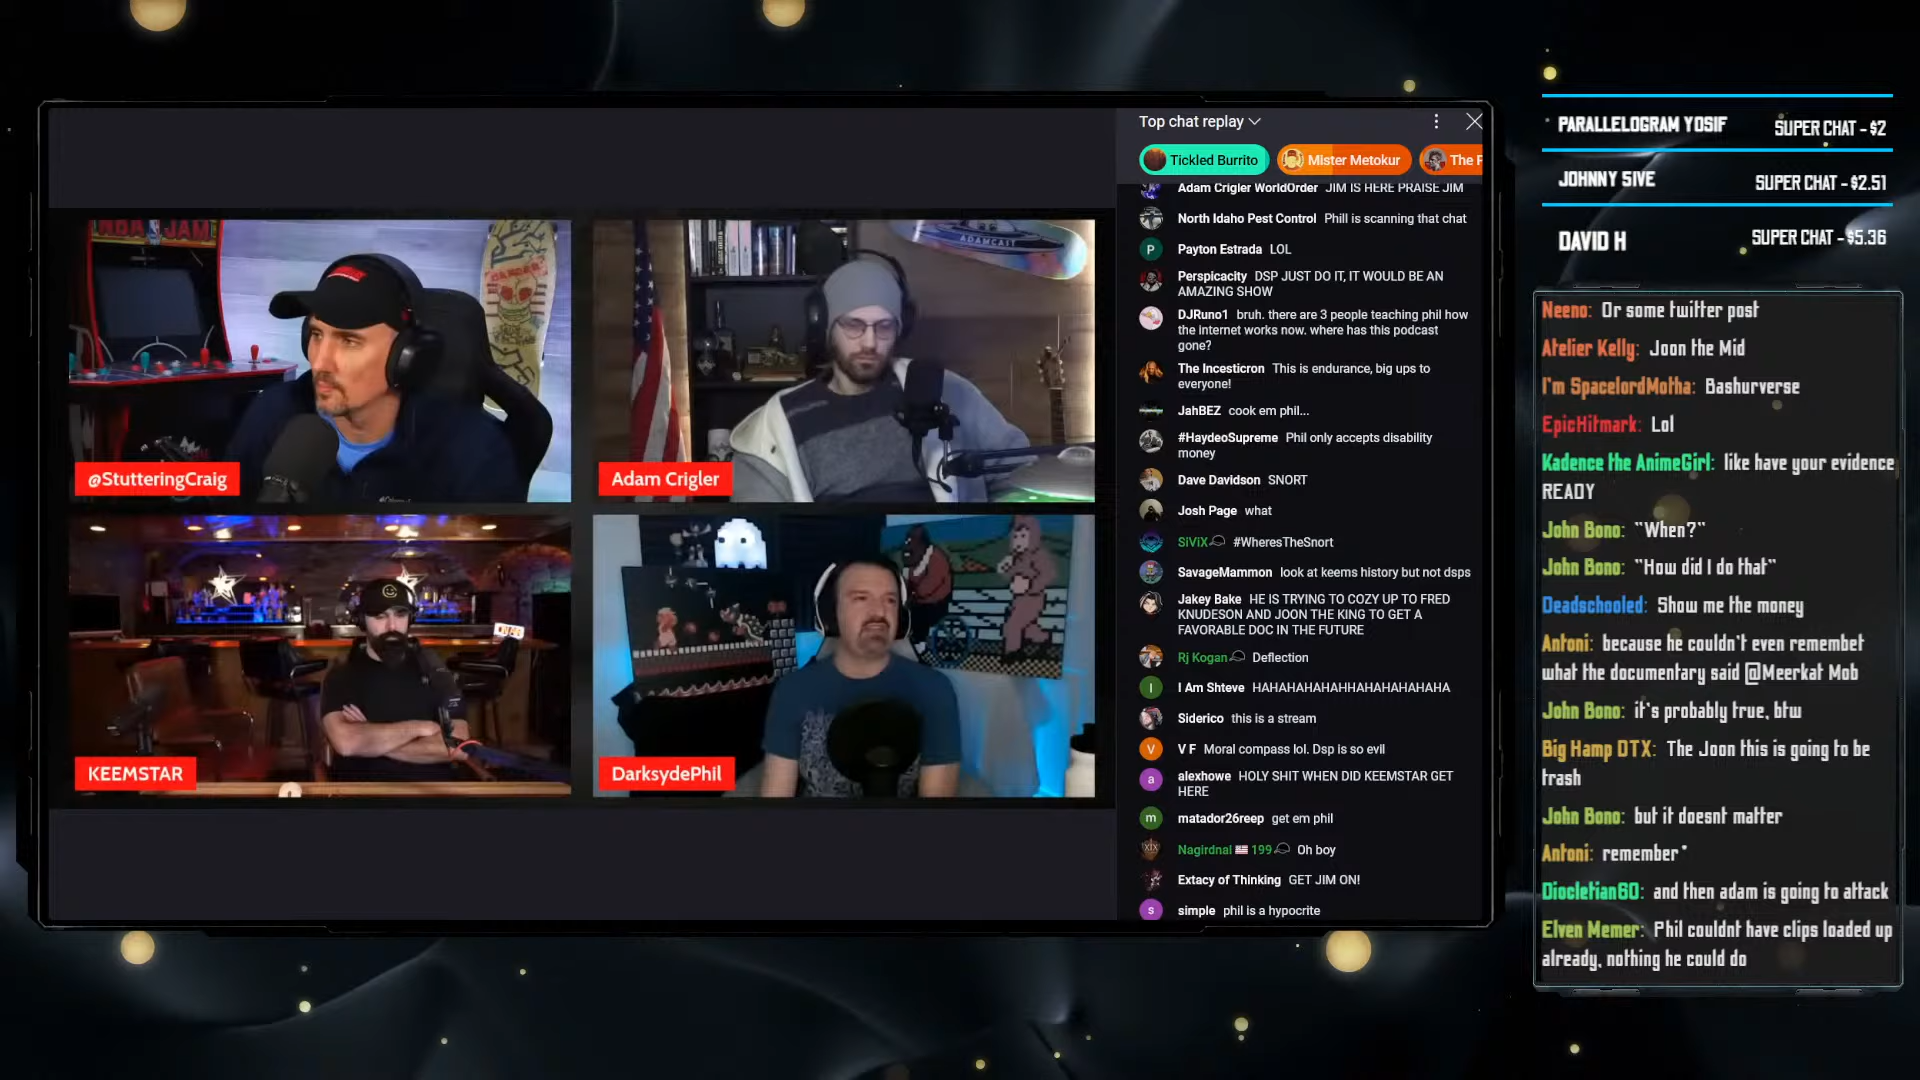 NBA JAM
@StutteringCraig
ADAMCAST
Adam Crigler
KEEMSTAR
DarksydePhil
Top chat replay
Tickled Burrito
Mister Metokur
The F
Adam Crigler WorldOrder JIM IS HERE PRAISE JIM
North Idaho Pest Control Phill is scanning that chat
P
Payton Estrada LOL
Perspicacity DSP JUST DO IT, IT WOULD BE AN
AMAZING SHOW
DJRuno1 bruh. there are 3 people teaching phil how
the internet works now. where has this podcast
gone?
The Incesticron This is endurance, big ups to
everyone!
JahBEZ cook em phil...
#HaydeoSupreme Phil only accepts disability
money
Dave Davidson SNORT
Josh Page what
SiViX #WheresTheSnort
SavageMammon look at keems history but not dsps
Jakey Bake HE IS TRYING TO COZY UP TO FRED
KNUDESON AND JOON THE KING TO GET A
FAVORABLE DOC IN THE FUTURE
Rj Kogan Deflection
I
I Am Shteve HAHAHAHAHAHHAHAHAHAHA
Siderico this is a stream
V
V F Moral compass lol. Dsp is so evil
a
alexhowe HOLY SHIT WHEN DID KEEMSTAR GET
HERE
m
matador26reep get em phil
Nagirdnal 199 Oh boy
Extacy of Thinking GET JIM ON!
s
simple phil is a hypocrite
PARALLELOGRAM YOSIF SUPER CHAT - $2
JOHNNY 5IVE SUPER CHAT - $2.51
DAVID H SUPER CHAT - $5.36
Neeno: Or some twitter post
Atelier Kelly: Joon the Mid
I'm SpacelordMotha: Bashurverse
EpicHitmark: Lol
Kadence the AnimeGirl: like have your evidence
READY
John Bono: "When?"
John Bono: "How did I do that"
Deadschooled: Show me the money
Antoni: because he couldn't even remembet
what the documentary said @Meerkat Mob
John Bono: it's probably true, btw
Big Hamp DTX: The Joon this is going to be
trash
John Bono: but it doesnt matter
Antoni: remember*
Diocletian60: and then adam is going to attack
Elven Memer: Phil couldnt have clips loaded up
already, nothing he could do